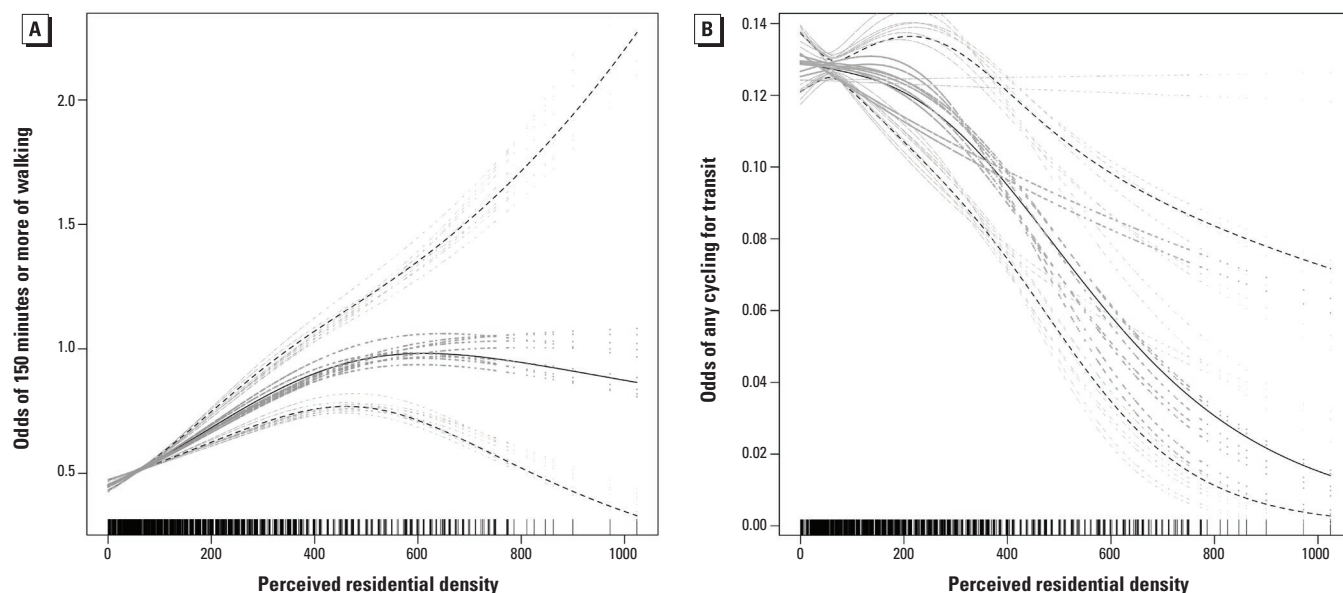 A
Odds of 150 minutes or more of walking
2.0
1.5
1.0
0.5
0 200 400 600 800 1000
Perceived residential density
B
Odds of any cycling for transit
0.14
0.12
0.10
0.08
0.06
0.04
0.02
0.00
0 200 400 600 800 1000
Perceived residential density